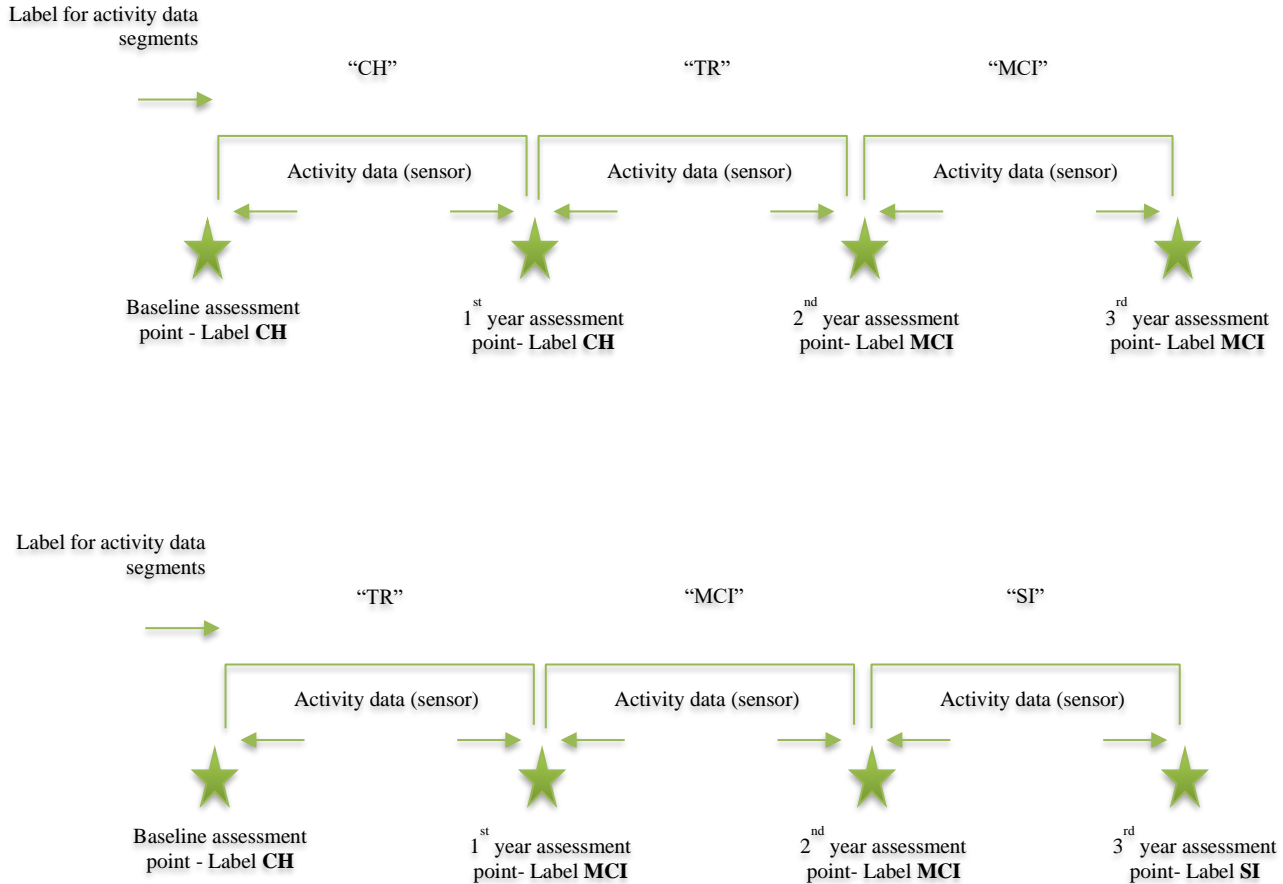 Label for activity data
segments
“CH”
“TR”
“MCI”
Activity data (sensor)
Activity data (sensor)
Activity data (sensor)
Baseline assessment
point - Label CH
1st year assessment
point- Label CH
2nd year assessment
point- Label MCI
3rd year assessment
point- Label MCI
Label for activity data
segments
“TR”
“MCI”
“SI”
Activity data (sensor)
Activity data (sensor)
Activity data (sensor)
Baseline assessment
point - Label CH
1st year assessment
point- Label MCI
2nd year assessment
point- Label MCI
3rd year assessment
point- Label SI